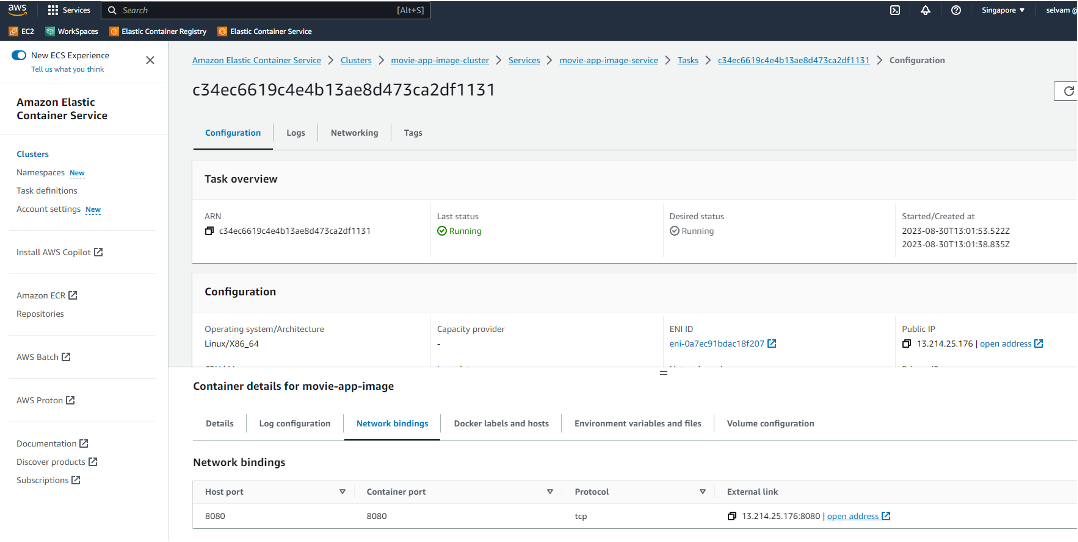 aws
Services
Search
[Alt+S]
Singapore
selvam @
EC2
WorkSpaces
Elastic Container Registry
Elastic Container Service
New ECS Experience
Tell us what you think
Amazon Elastic
Container Service
Clusters
Namespaces New
Task definitions
Account settings New
Install AWS Copilot
Amazon ECR
Repositories
AWS Batch
AWS Proton
Documentation
Discover products
Subscriptions
Amazon Elastic Container Service > Clusters > movie-app-image-cluster > Services > movie-app-image-service > Tasks > c34ec6619c4e4b13ae8d473ca2df1131 > Configuration
c34ec6619c4e4b13ae8d473ca2df1131
Configuration Logs Networking Tags
Task overview
ARN Last status Desired status Started/Created at
c34ec6619c4e4b13ae8d473ca2df1131 Running Running 2023-08-30T13:01:53.522Z
2023-08-30T13:01:38.835Z
Configuration
Operating system/Architecture Capacity provider ENI ID Public IP
Linux/X86_64 - eni-0a7ec91bdac18f207 13.214.25.176 | open address
Container details for movie-app-image
Details Log configuration Network bindings Docker labels and hosts Environment variables and files Volume configuration
Network bindings
Host port Container port Protocol External link
8080 8080 tcp 13.214.25.176:8080 | open address